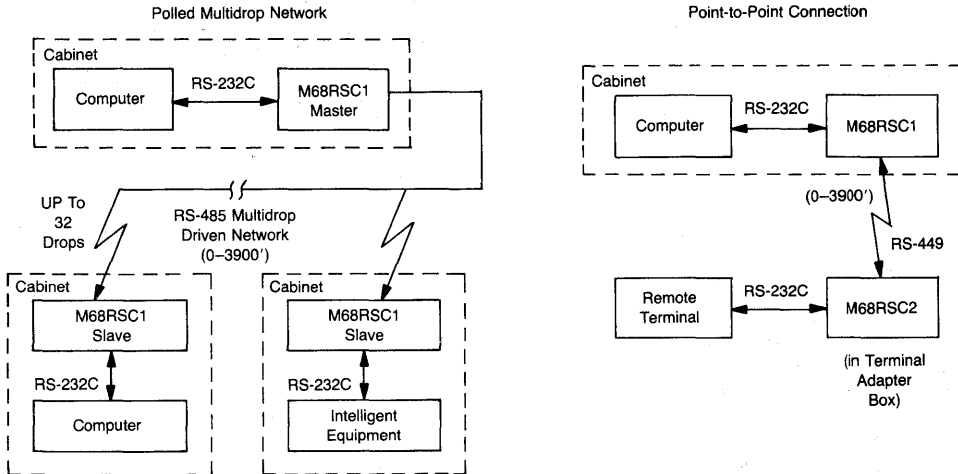 Polled Multidrop Network
Cabinet
Computer
RS-232C
M68RSC1
Master
UP To
32
Drops
RS-485 Multidrop
Driven Network
(0–3900')
Cabinet
M68RSC1
Slave
RS-232C
Computer
Cabinet
M68RSC1
Slave
RS-232C
Intelligent
Equipment
Point-to-Point Connection
Cabinet
Computer
RS-232C
M68RSC1
(0–3900')
RS-449
Remote
Terminal
RS-232C
M68RSC2
(in Terminal
Adapter
Box)